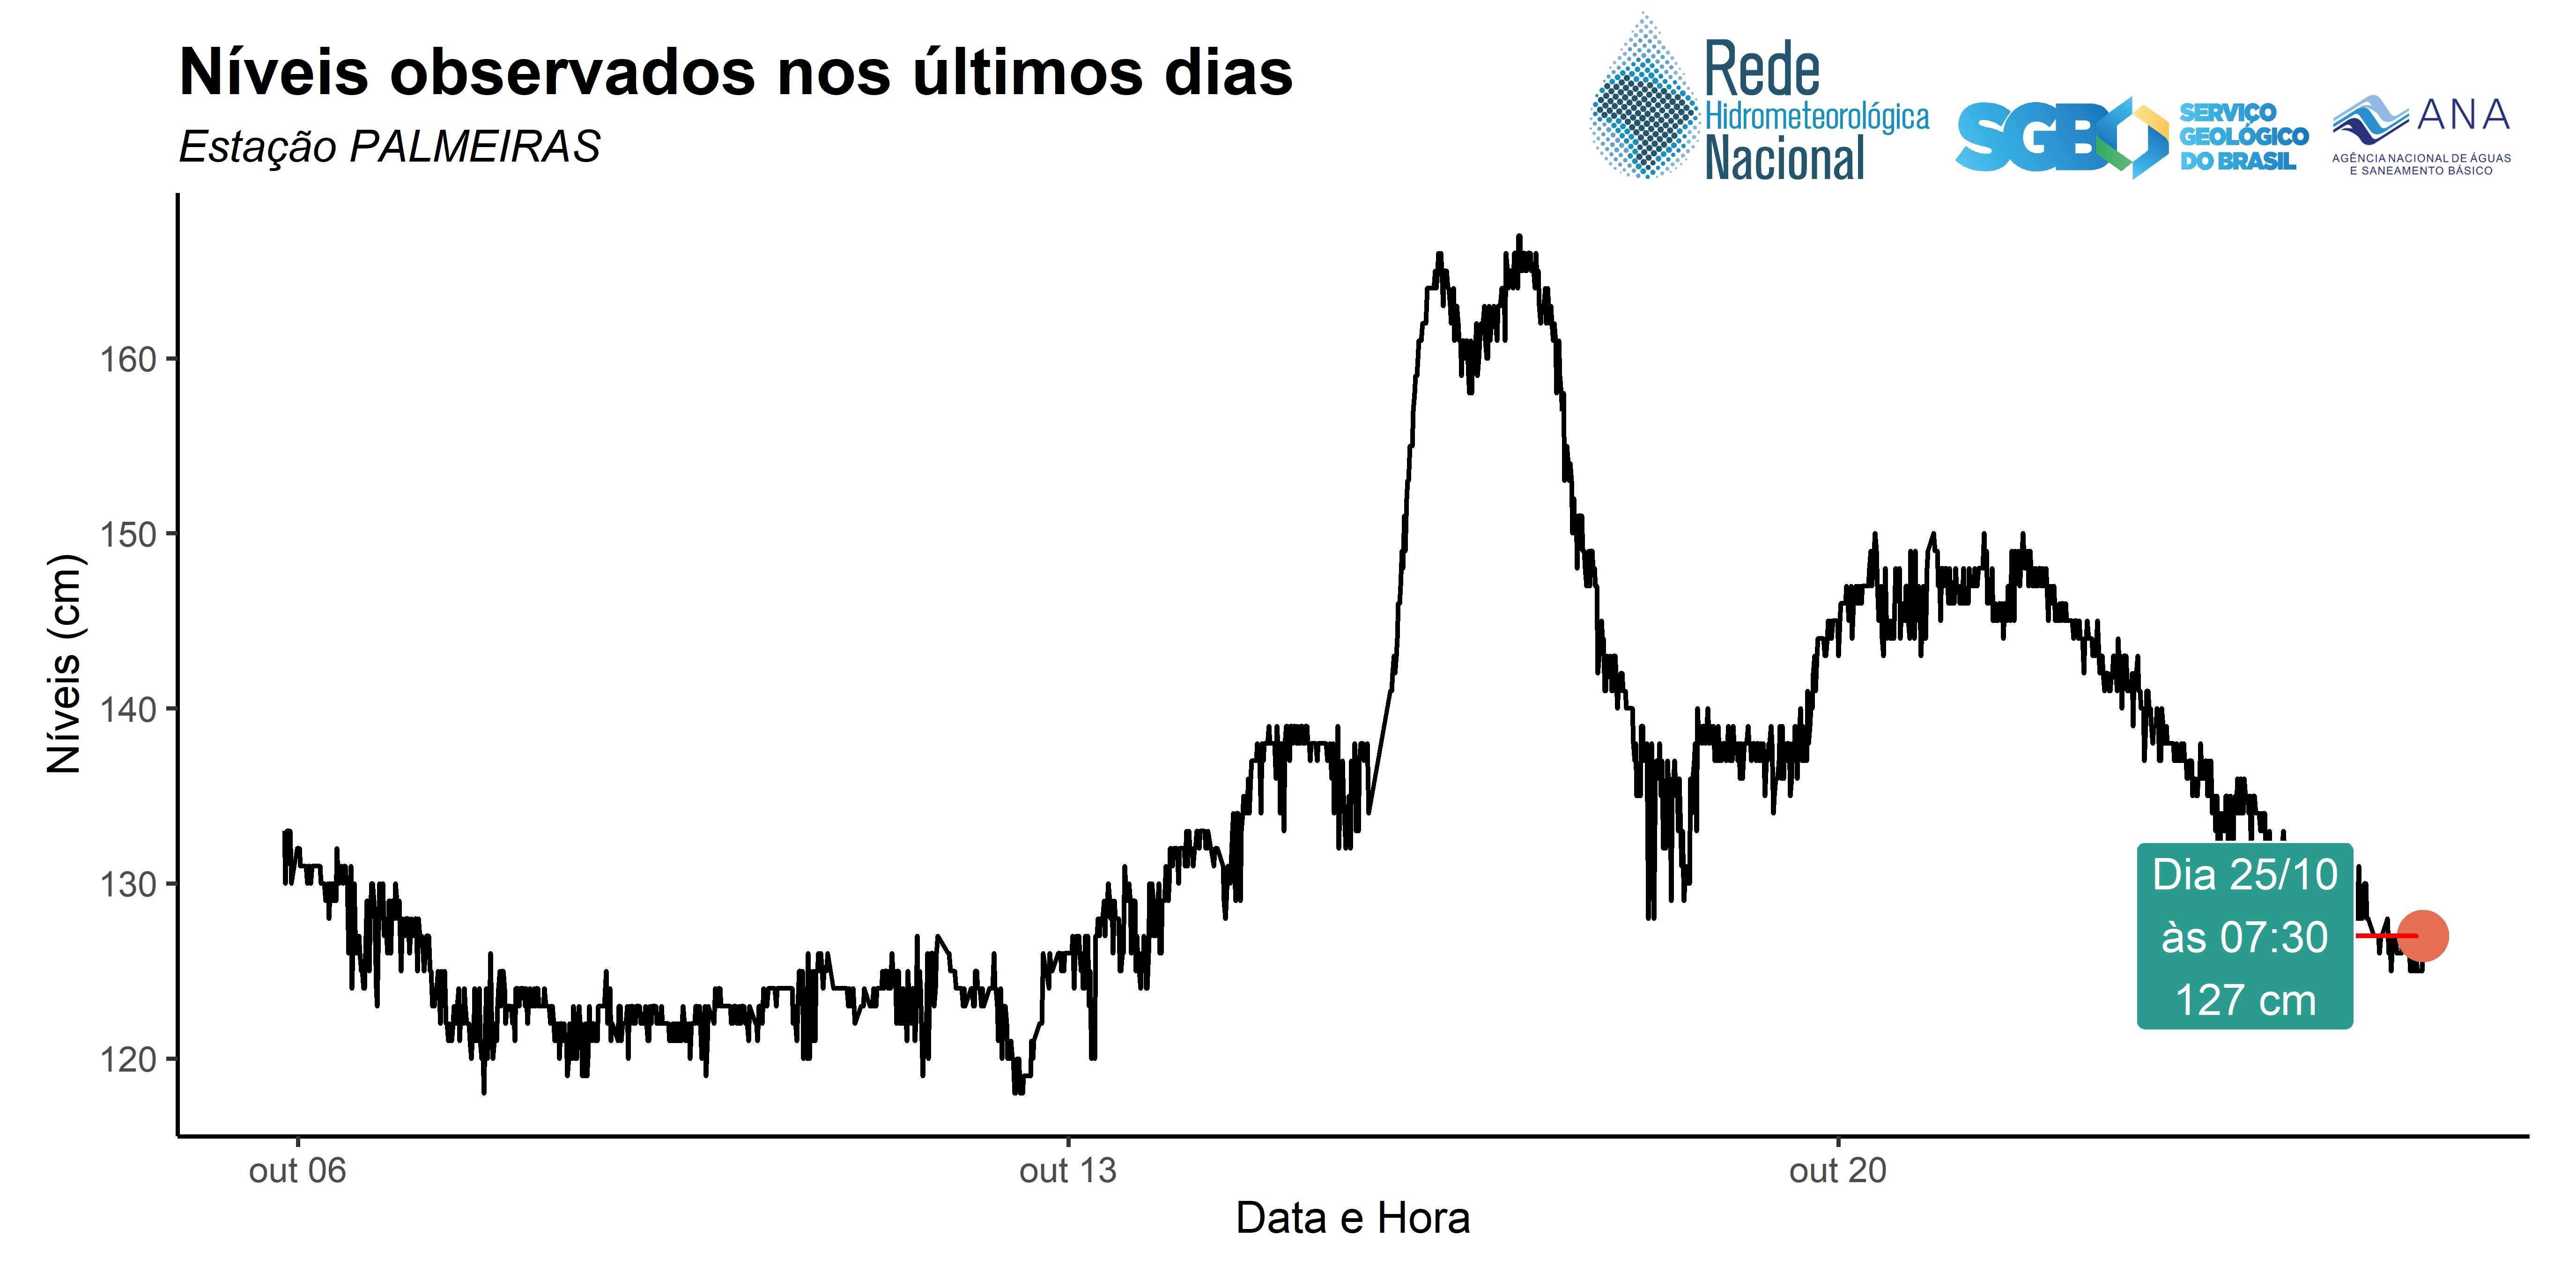 Níveis observados nos últimos dias
Estação PALMEIRAS
Rede
Hidrometeorológica
Nacional
SGB
SERVIÇO
GEOLÓGICO
DO BRASIL
ANA
AGÊNCIA NACIONAL DE ÁGUAS
E SANEAMENTO BÁSICO
Níveis (cm)
160
150
140
130
120
Dia 25/10
às 07:30
127 cm
out 06
out 13
out 20
Data e Hora